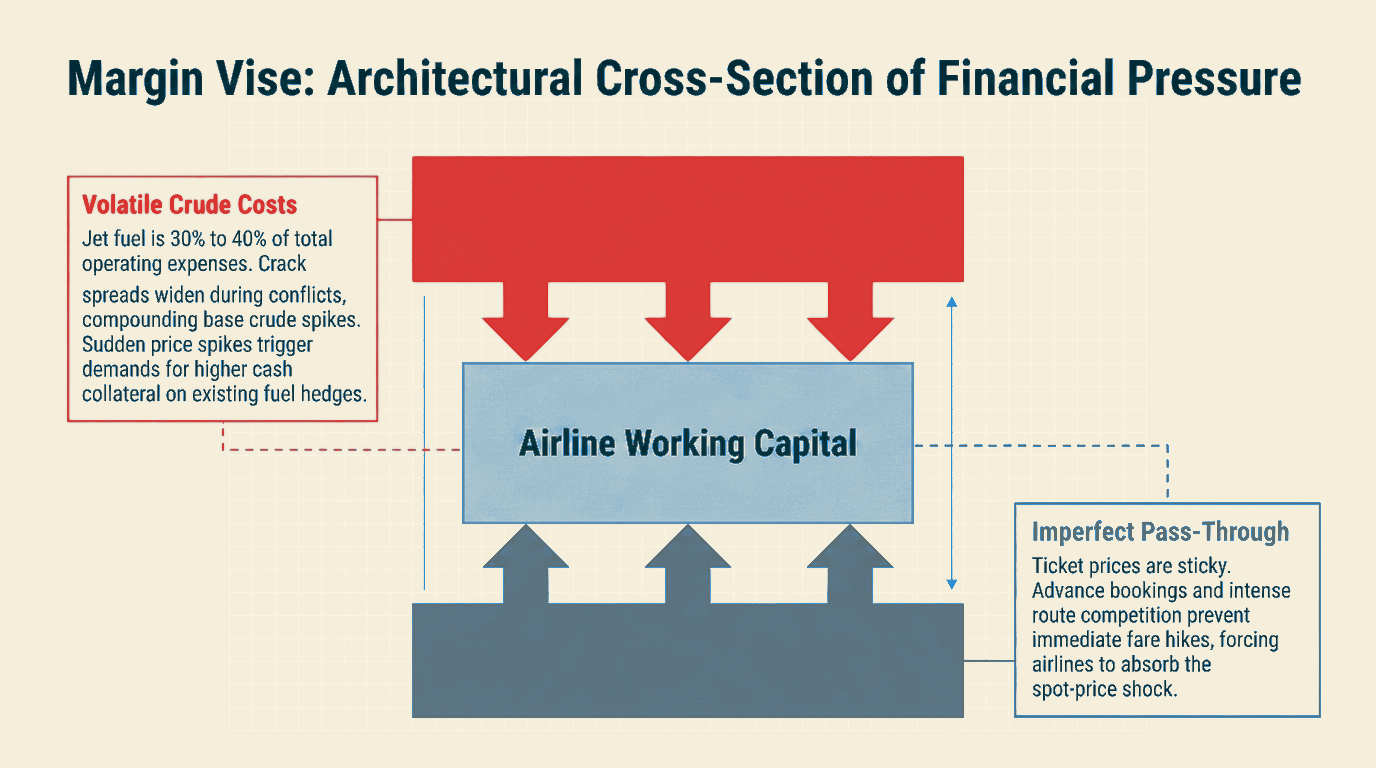 Margin Vise: Architectural Cross-Section of Financial Pressure
Volatile Crude Costs
Jet fuel is 30% to 40% of total
operating expenses. Crack
spreads widen during conflicts,
compounding base crude spikes.
Sudden price spikes trigger
demands for higher cash
collateral on existing fuel hedges.
Airline Working Capital
Imperfect Pass-Through
Ticket prices are sticky.
Advance bookings and intense
route competition prevent
immediate fare hikes, forcing
airlines to absorb the
spot-price shock.